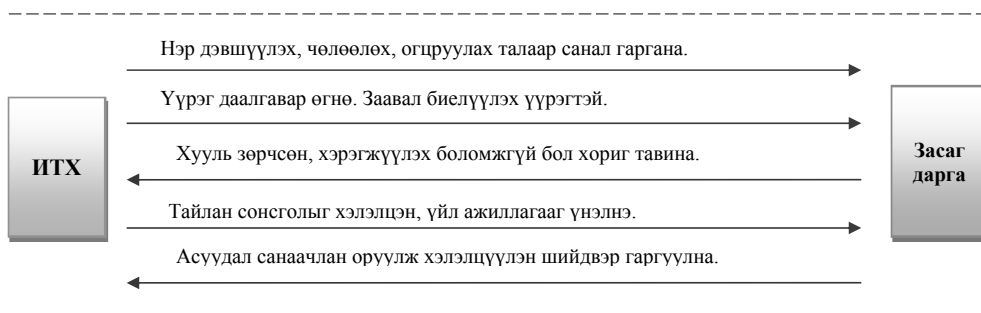 Нэр дэвшүүлэх, чөлөөлөх, огцруулах талаар санал гаргана.
Үүрэг даалгавар өгнө. Заавал биелүүлэх үүрэгтэй.
ИТХ
Хууль зөрчсөн, хэрэгжүүлэх боломжгүй бол хориг тавина.
Засаг
дарга
Тайлан сонсголыг хэлэлцэн, үйл ажиллагааг үнэлнэ.
Асуудал санаачлан оруулж хэлэлцүүлэн шийдвэр гаргуулна.